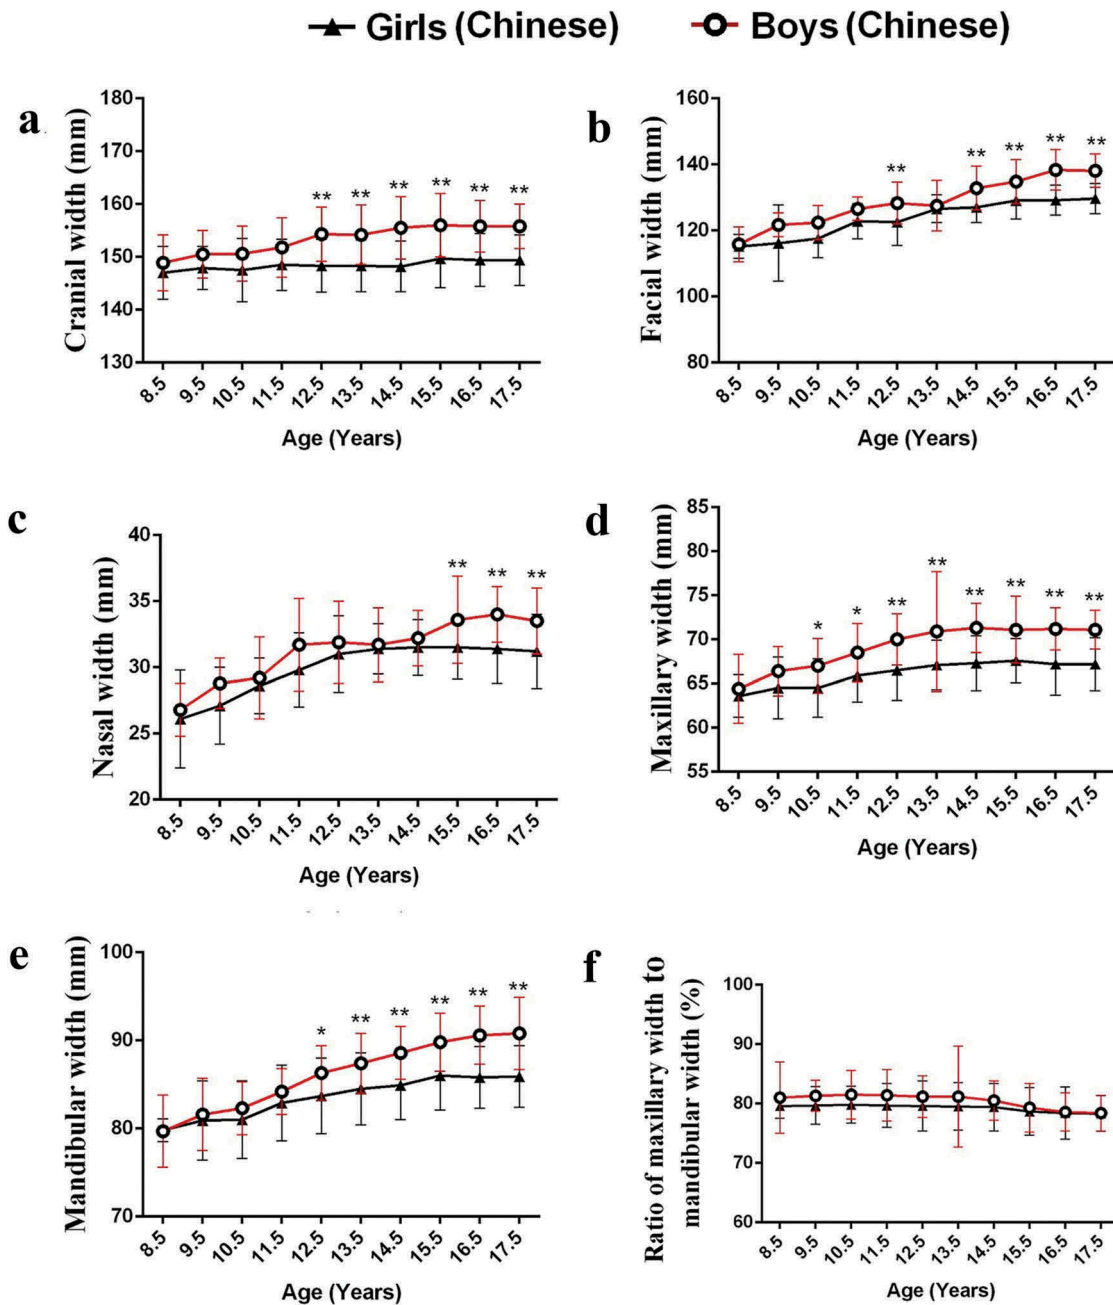 Girls (Chinese) Boys (Chinese)
a
Cranial width (mm)
180
170
160
150
140
130
** ** ** ** ** **
8.5 9.5 10.5 11.5 12.5 13.5 14.5 15.5 16.5 17.5
Age (Years)
b
Facial width (mm)
160
140
120
100
80
** ** ** ** **
8.5 9.5 10.5 11.5 12.5 13.5 14.5 15.5 16.5 17.5
Age (Years)
c
Nasal width (mm)
40
35
30
25
20
** ** **
8.5 9.5 10.5 11.5 12.5 13.5 14.5 15.5 16.5 17.5
Age (Years)
d
Maxillary width (mm)
85
80
75
70
65
60
55
* * ** ** ** ** ** **
8.5 9.5 10.5 11.5 12.5 13.5 14.5 15.5 16.5 17.5
Age (Years)
e
Mandibular width (mm)
100
90
80
70
* ** ** ** ** **
8.5 9.5 10.5 11.5 12.5 13.5 14.5 15.5 16.5 17.5
Age (Years)
f
Ratio of maxillary width to
mandibular width (%)
100
90
80
70
60
8.5 9.5 10.5 11.5 12.5 13.5 14.5 15.5 16.5 17.5
Age (Years)